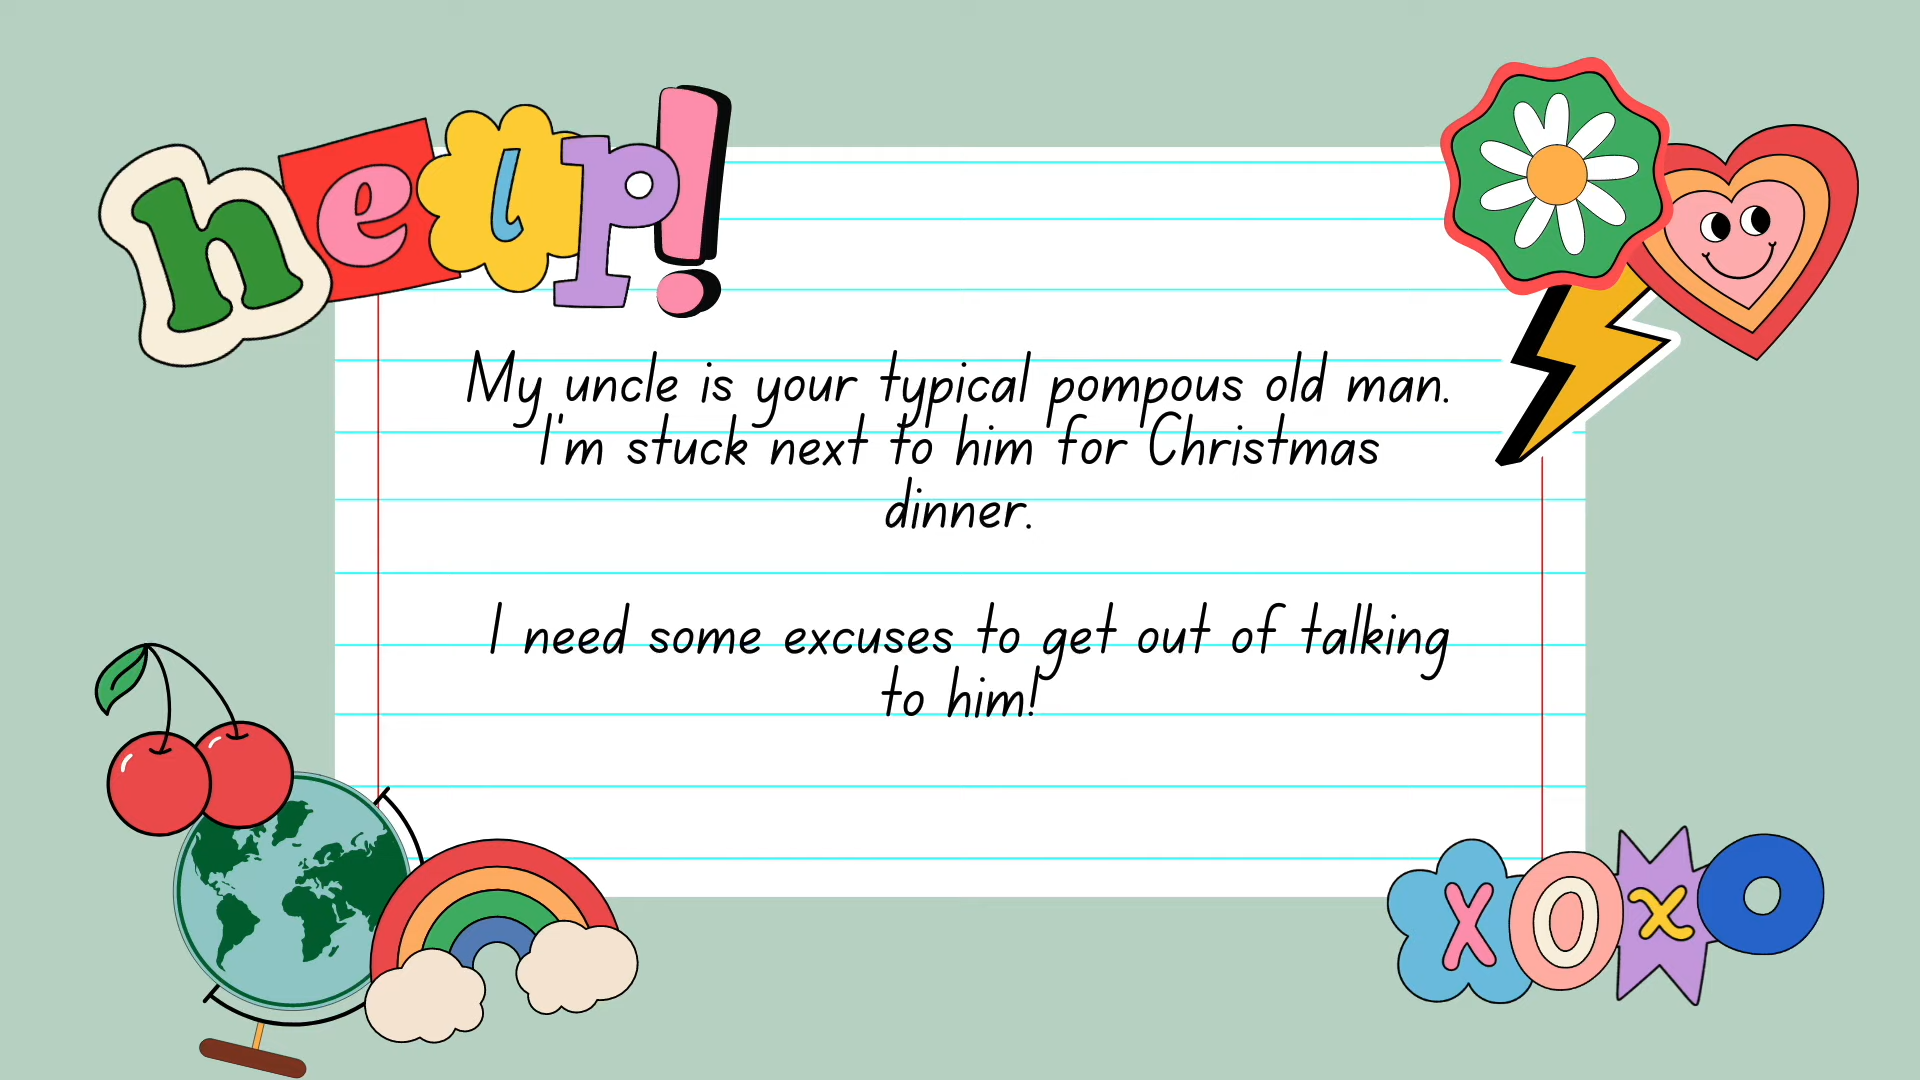 help!
My uncle is your typical pompous old man.
I'm stuck next to him for Christmas
dinner.
I need some excuses to get out of talking
to him!
xoxo